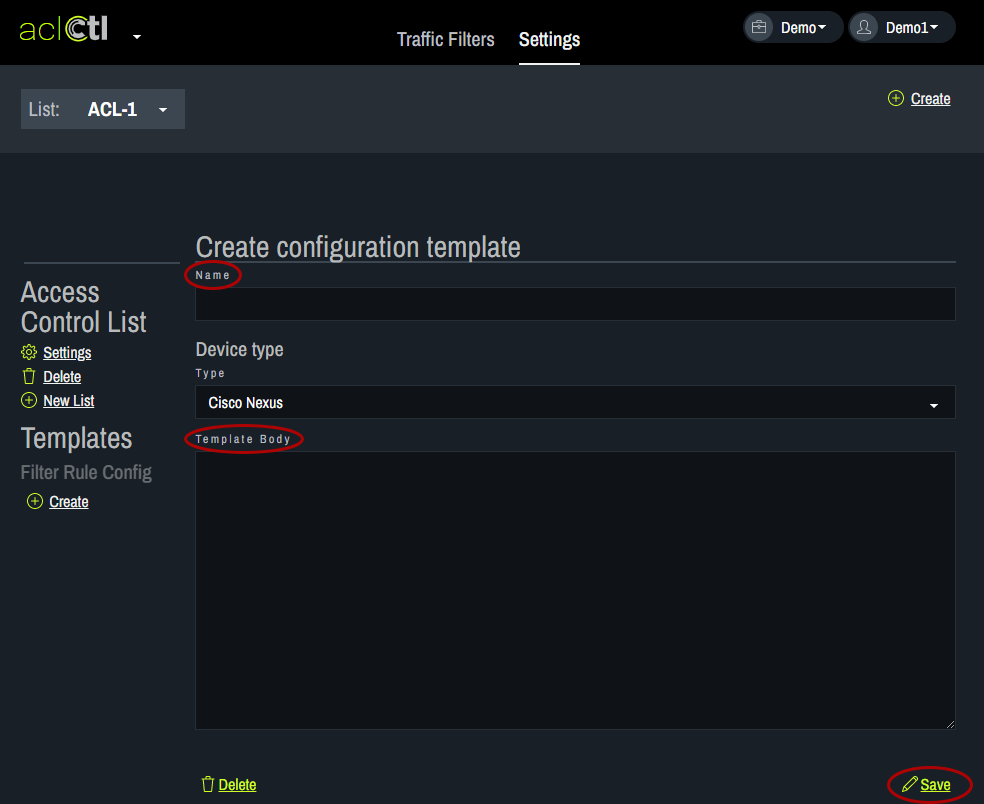 aclCtl
Traffic Filters
Settings
Demo
Demo1
List: ACL-1
Create
Create configuration template
Name
Access
Control List
Settings
Delete
New List
Templates
Filter Rule Config
Create
Device type
Type
Cisco Nexus
Template Body
Delete
Save